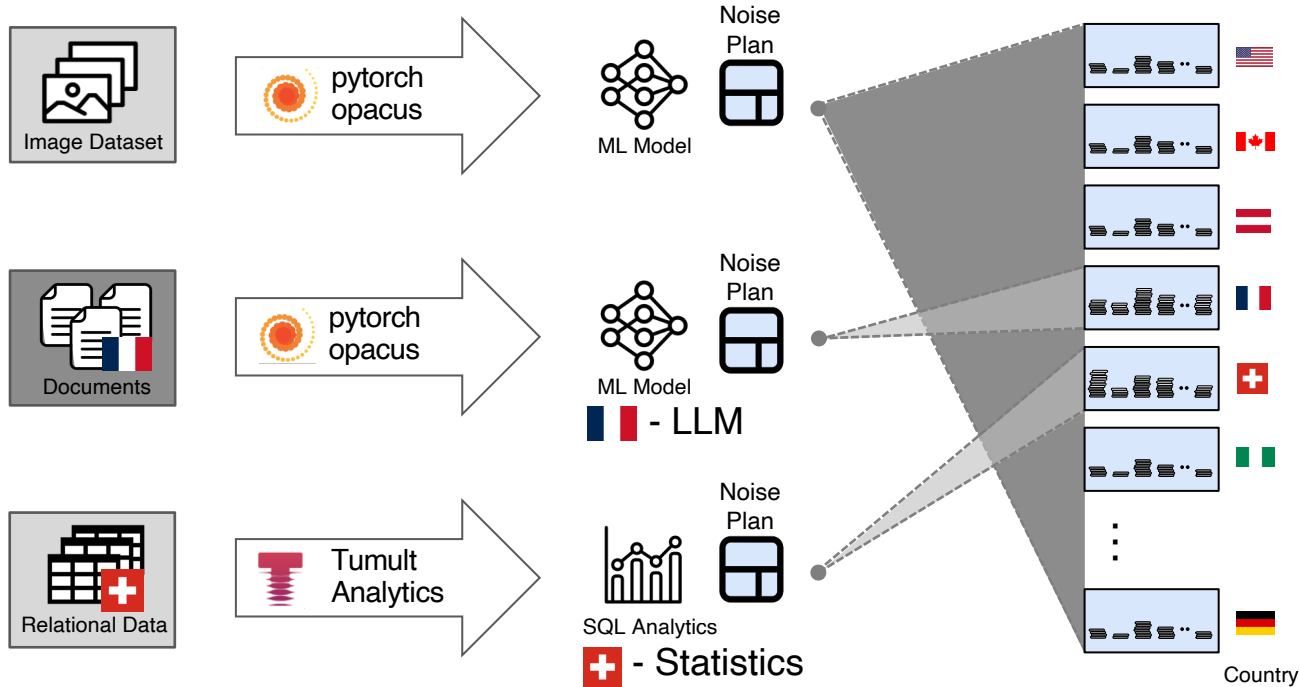 Image Dataset
pytorch
opacus
ML Model
Noise
Plan
Documents
pytorch
opacus
ML Model
Noise
Plan
- LLM
Relational Data
Tumult
Analytics
SQL Analytics
Noise
Plan
- Statistics
Country